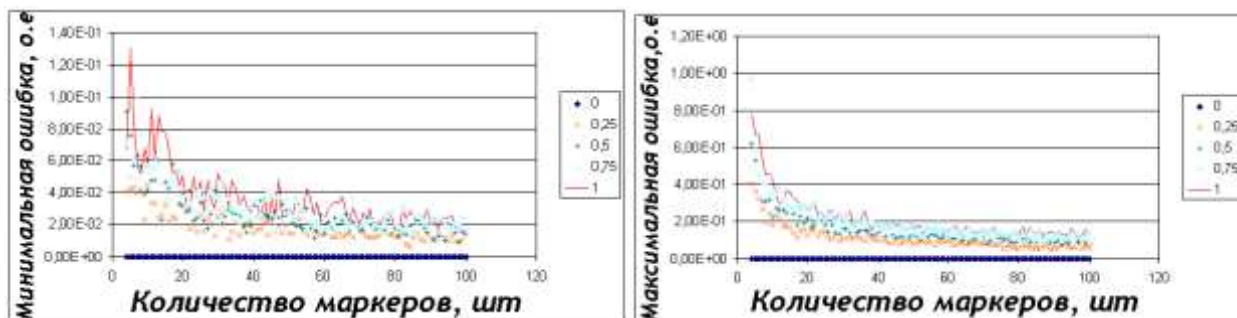 Минимальная ошибка, о.е
1,40E-01
1,20E-01
1,00E-01
8,00E-02
6,00E-02
4,00E-02
2,00E-02
0,00E+00
0 20 40 60 80 100 120
Количество маркеров, шт
0
0,25
0,5
0,75
1
Максимальная ошибка,о.е
1,20E+00
1,00E+00
8,00E-01
6,00E-01
4,00E-01
2,00E-01
0,00E+00
0 20 40 60 80 100 120
Количество маркеров, шт
0
0,25
0,5
0,75
1